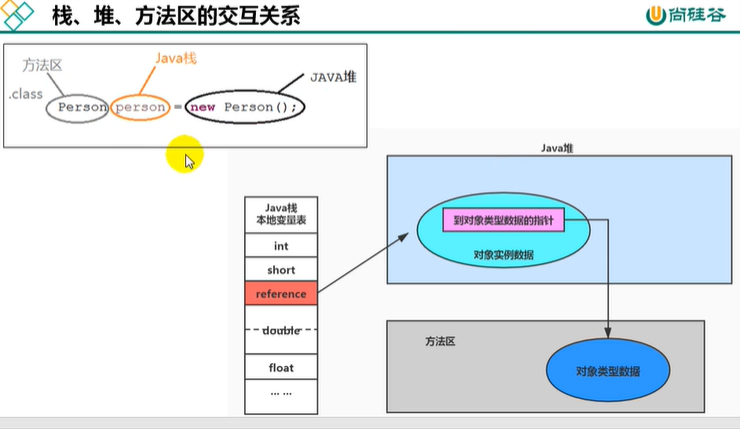 栈、堆、方法区的交互关系
尚硅谷
方法区
Java栈
.class
JAVA堆
Person person = new Person();
Java堆
Java栈
本地变量表
int
short
reference
double
float
... ...
到对象类型数据的指针
对象实例数据
方法区
对象类型数据